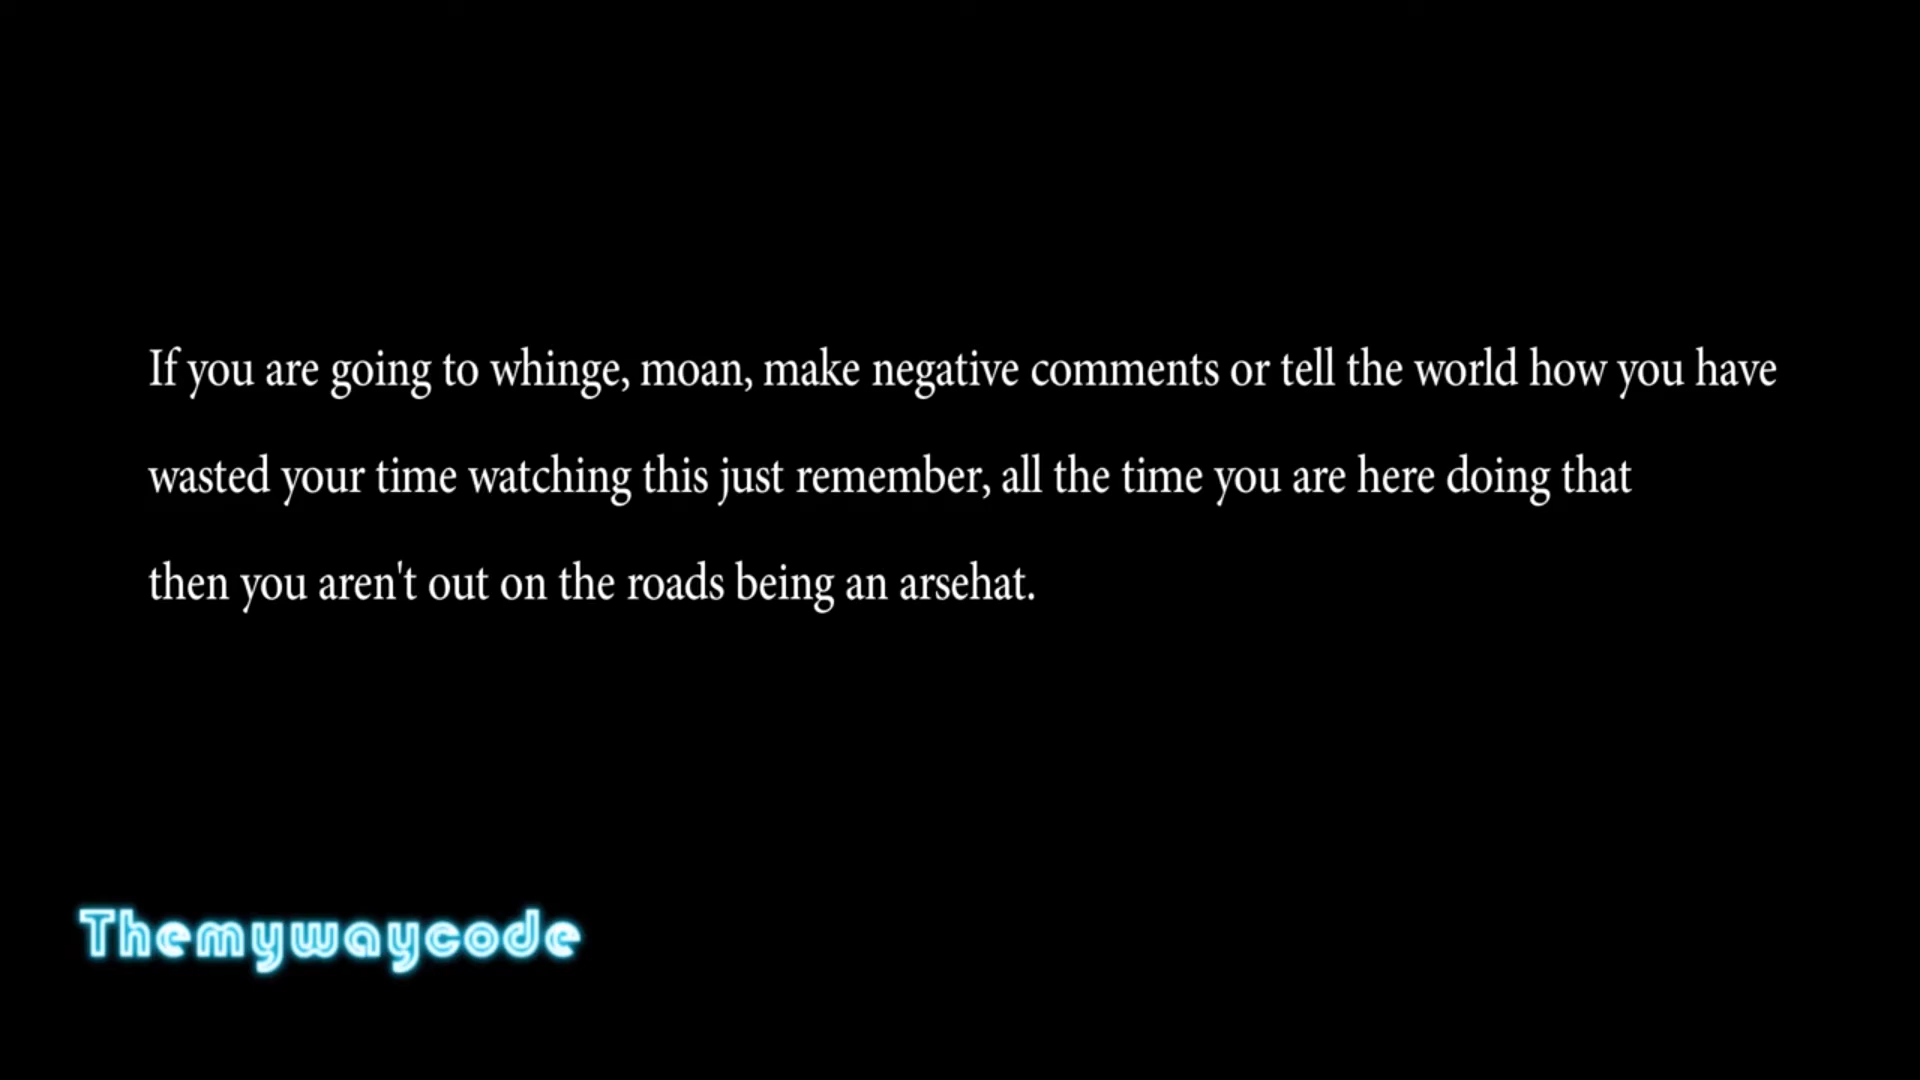 If you are going to whinge, moan, make negative comments or tell the world how you have
wasted your time watching this just remember, all the time you are here doing that
then you aren't out on the roads being an arsehat.
Themywaycode